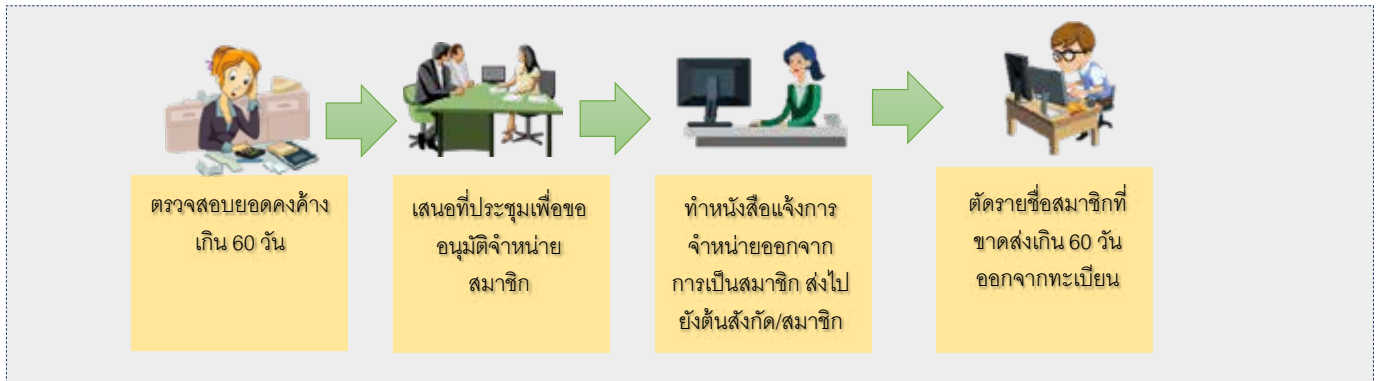 ตรวจสอบยอดคงค้าง
เกิน 60 วัน
เสนอที่ประชุมเพื่อขอ
อนุมัติจำหน่าย
สมาชิก
ทำหนังสือแจ้งการ
จำหน่ายออกจาก
การเป็นสมาชิก ส่งไป
ยังต้นสังกัด/สมาชิก
ตัดรายชื่อสมาชิกที่
ขาดส่งเกิน 60 วัน
ออกจากทะเบียน